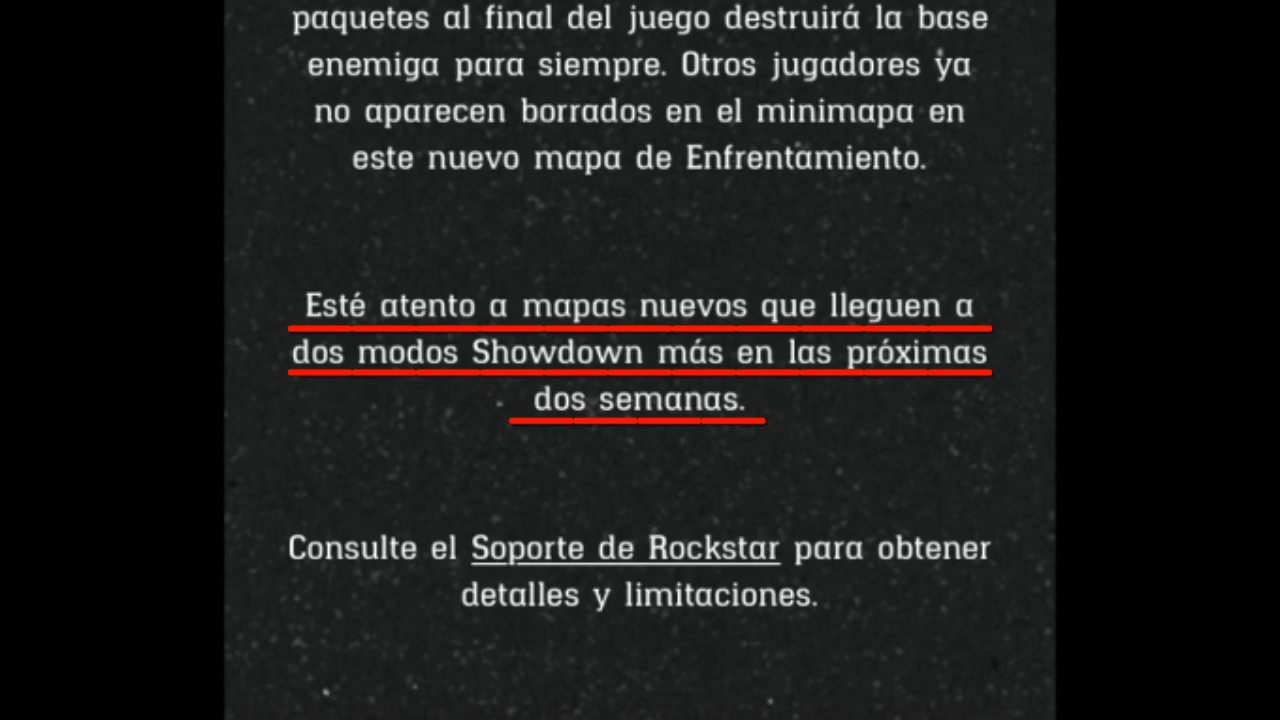 paquetes al final del juego destruirá la base
enemiga para siempre. Otros jugadores ya
no aparecen borrados en el minimapa en
este nuevo mapa de Enfrentamiento.
Esté atento a mapas nuevos que lleguen a
dos modos Showdown más en las próximas
dos semanas.
Consulte el Soporte de Rockstar para obtener
detalles y limitaciones.